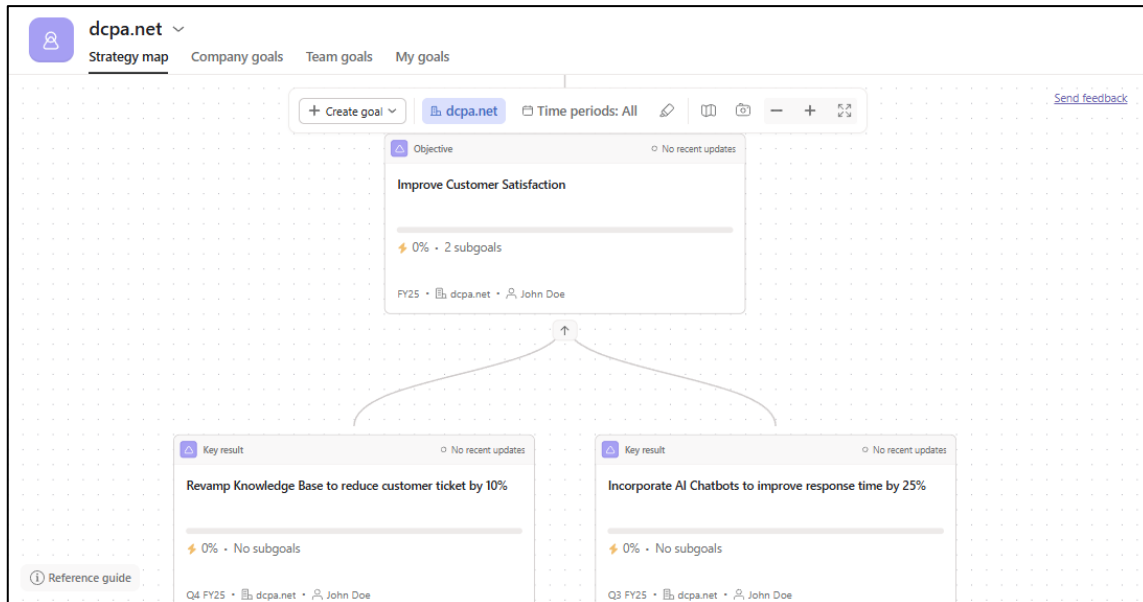 dcpa.net
Strategy map Company goals Team goals My goals
Create goal dcpa.net Time periods: All
Send feedback
Objective No recent updates
Improve Customer Satisfaction
0% • 2 subgoals
FY25 • dcpa.net • John Doe
Key result No recent updates
Revamp Knowledge Base to reduce customer ticket by 10%
0% • No subgoals
Q4 FY25 • dcpa.net • John Doe
Key result No recent updates
Incorporate AI Chatbots to improve response time by 25%
0% • No subgoals
Q3 FY25 • dcpa.net • John Doe
Reference guide